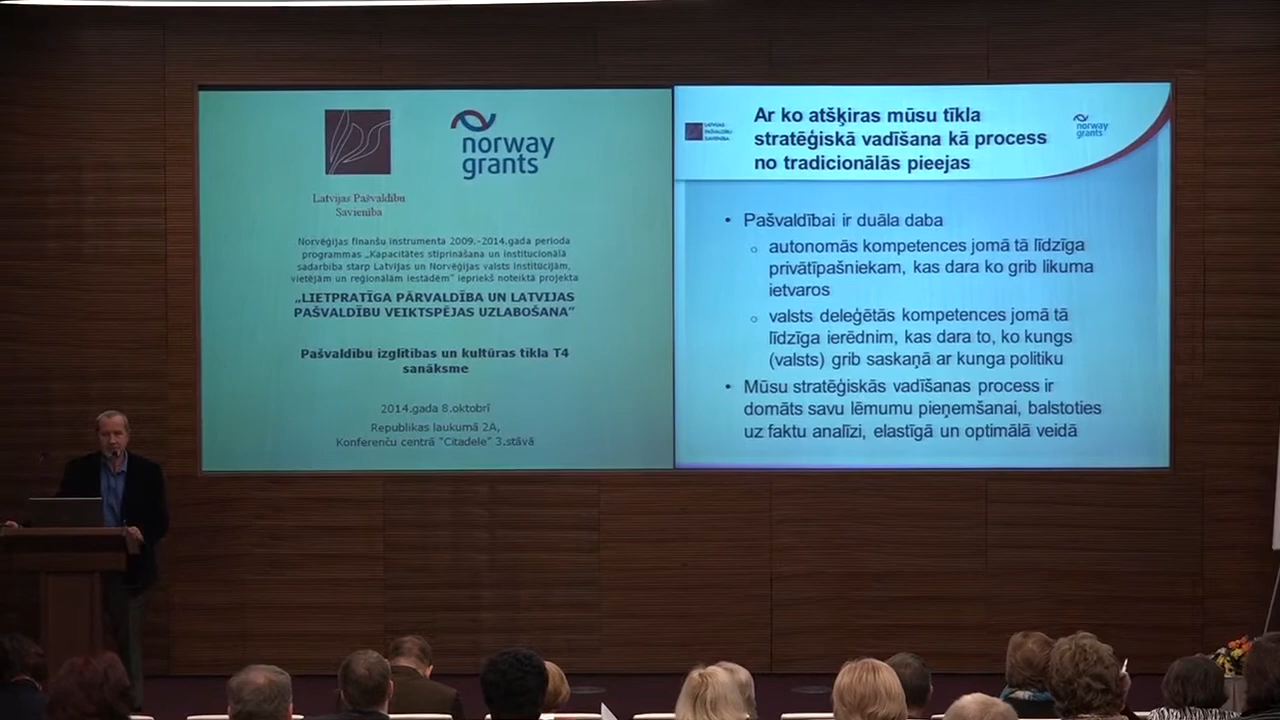 norway
grants
Latvijas Pašvaldību
Savienība
Norvēģijas finanšu instrumenta 2009.-2014.gada perioda
programmas „Kapacitātes stiprināšana un institucionālā
sadarbība starp Latvijas un Norvēģijas valsts institūcijām,
vietējām un reģionālām iestādēm” iepriekš noteiktā projekta
„LIETPRATĪGA PĀRVALDĪBA UN LATVIJAS
PAŠVALDĪBU VEIKTSPĒJAS UZLABOŠANA”
Pašvaldību izglītības un kultūras tīkla T4
sanāksme
2014.gada 8.oktobrī
Republikas laukumā 2A,
Konferenču centrā "Citadele" 3.stāvā
LATVIJAS
PAŠVALDĪBU
SAVIENĪBA
Ar ko atšķiras mūsu tīkla
stratēģiskā vadīšana kā process
no tradicionālās pieejas
norway
grants
• Pašvaldībai ir duāla daba
o autonomās kompetences jomā tā līdzīga
privātīpašniekam, kas dara ko grib likuma
ietvaros
o valsts deleģētās kompetences jomā tā
līdzīga ierēdnim, kas dara to, ko kungs
(valsts) grib saskaņā ar kunga politiku
• Mūsu stratēģiskās vadīšanas process ir
domāts savu lēmumu pieņemšanai, balstoties
uz faktu analīzi, elastīgā un optimālā veidā